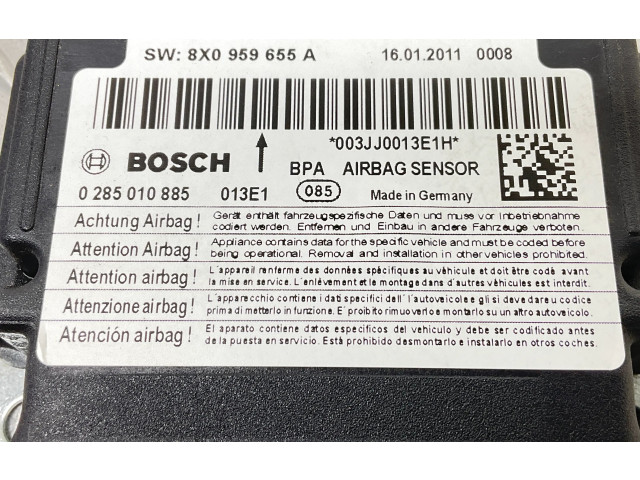 SW: 8X0 959 655 A 16.01.2011 0008
*003JJ0013E1H*
BOSCH BPA AIRBAG SENSOR
0 285 010 885 013E1 085 Made in Germany
Achtung Airbag! Gerät enthält fahrzeugspezifische Daten und muss vor Inbetriebnahme
codiert werden. Entfernen und Einbau in andere Fahrzeuge verboten.
Attention Airbag! Appliance contains data for the specific vehicle and must be coded before
being operational. Removal and installation in other vehicles prohibited.
Attention airbag! L'appareil renferme des données spécifiques au véhicule et doit être codé avant
la mise en service. L'enlèvement et le montage dans d'autres véhicules est interdit.
Attenzione airbag! L'apparecchio contiene i dati specifici dell'autoveicolo e gli si deve dare u codice
prima di metterlo in funzione. E' proibito rimuoverlo e montarlo su un altro autoveicolo.
Atención airbag! El aparato contiene datos especificos del vehículo y debe ser codificado antes
de la puesta en servicio. Está prohibido desmontarlo e instalarlo en otros coches.